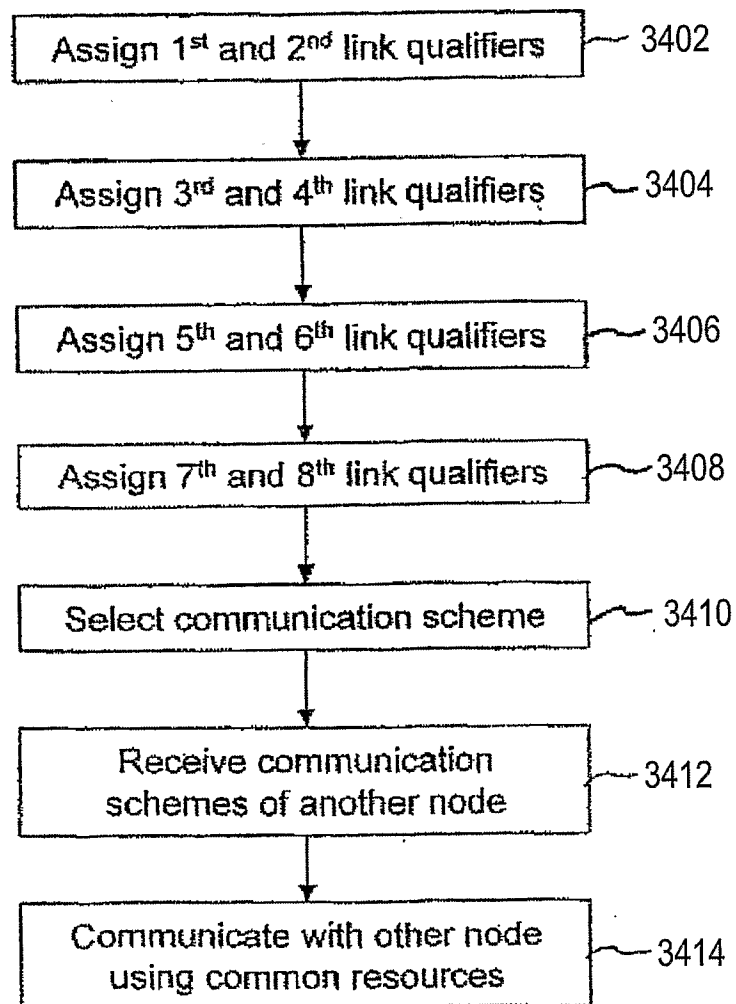 Assign 1st and 2nd link qualifiers 3402
Assign 3rd and 4th link qualifiers 3404
Assign 5th and 6th link qualifiers 3406
Assign 7th and 8th link qualifiers 3408
Select communication scheme 3410
Receive communication
schemes of another node 3412
Communicate with other node
using common resources 3414